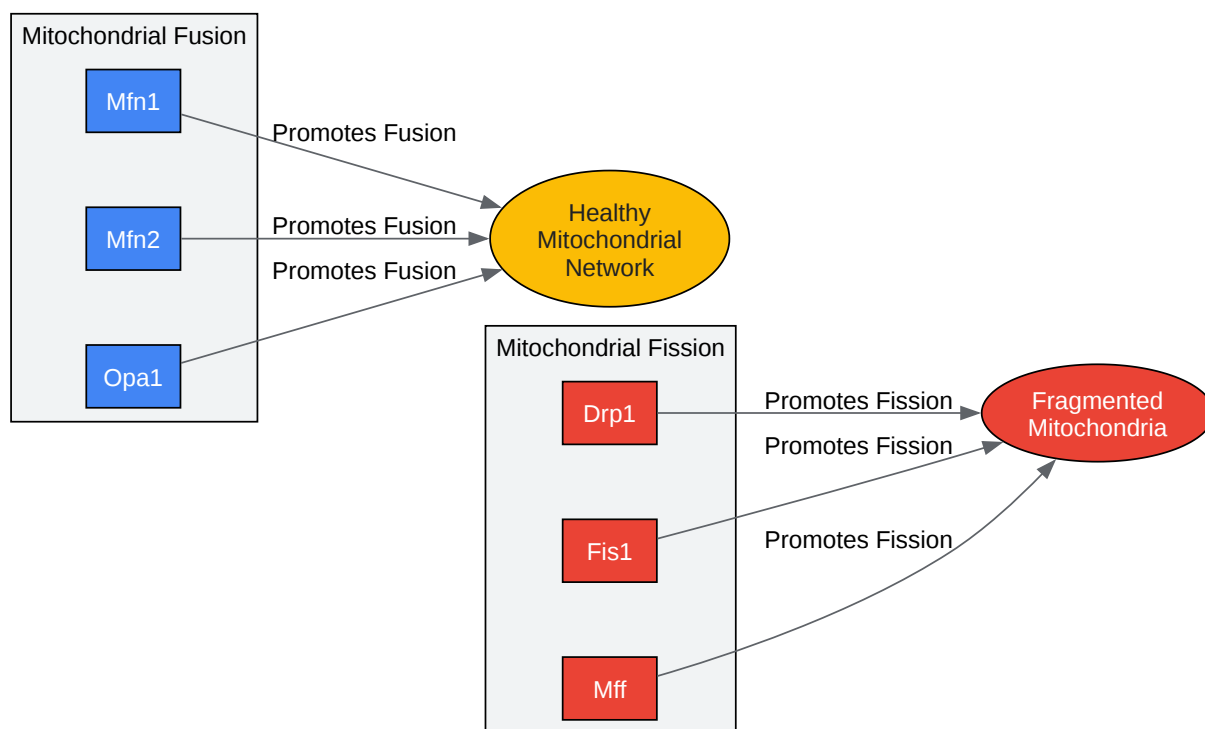 Mitochondrial Fusion
Mfn1
Promotes Fusion
Mfn2
Promotes Fusion
Healthy
Mitochondrial
Network
Promotes Fusion
Opa1
Mitochondrial Fission
Drp1
Promotes Fission
Fragmented
Mitochondria
Promotes Fission
Fis1
Promotes Fission
Mff